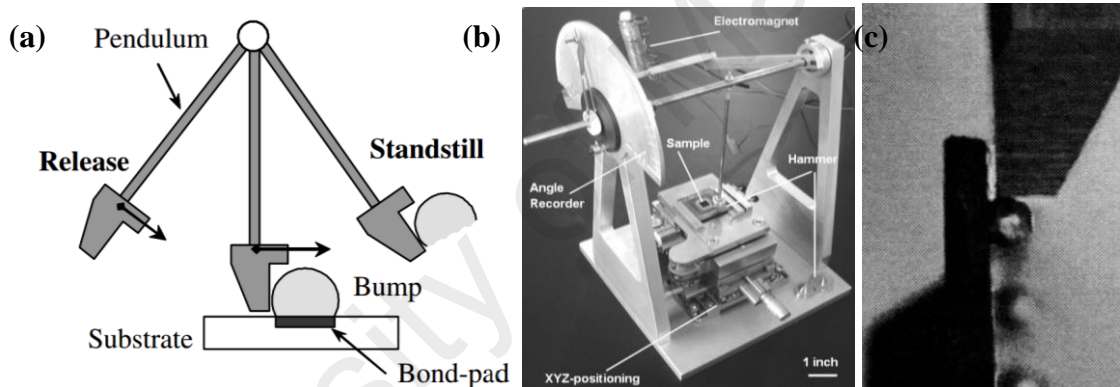 (a)
Pendulum
Release
Standstill
Bump
Substrate
Bond-pad
(b)
Electromagnet
Sample
Hammer
Angle
Recorder
XYZ-positioning
1 inch
(c)